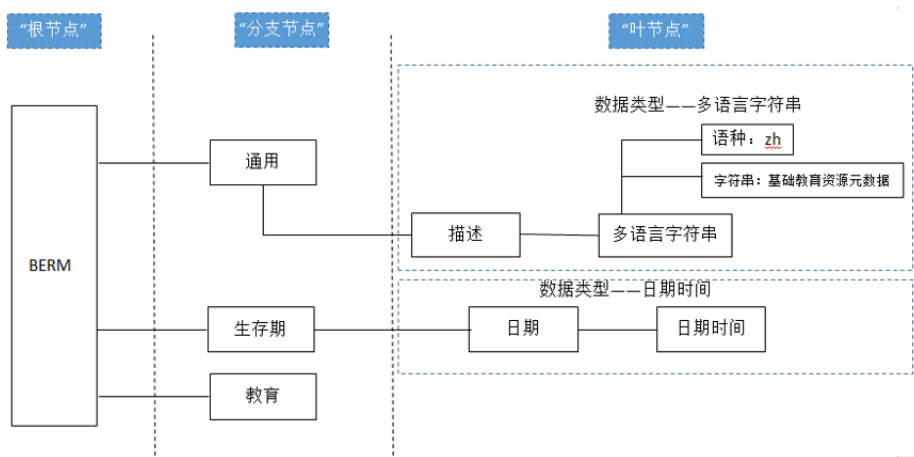 “根节点”
“分支节点”
“叶节点”
数据类型——多语言字符串
语种：zh
通用
字符串：基础教育资源元数据
描述
多语言字符串
BERM
数据类型——日期时间
生存期
日期
日期时间
教育